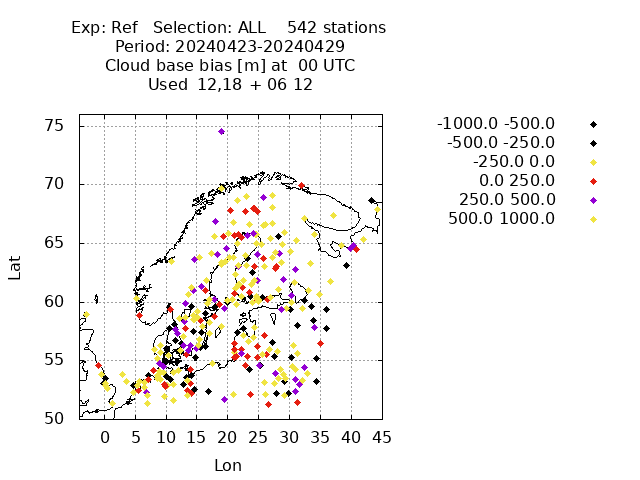 Exp: Ref   Selection: ALL    542 stations
Period: 20240423-20240429
Cloud base bias [m] at  00 UTC
Used 12,18 + 06 12
-1000.0 -500.0
-500.0 -250.0
-250.0 0.0
0.0 250.0
250.0 500.0
500.0 1000.0
75
70
65
60
55
50
Lat
0 5 10 15 20 25 30 35 40 45
Lon